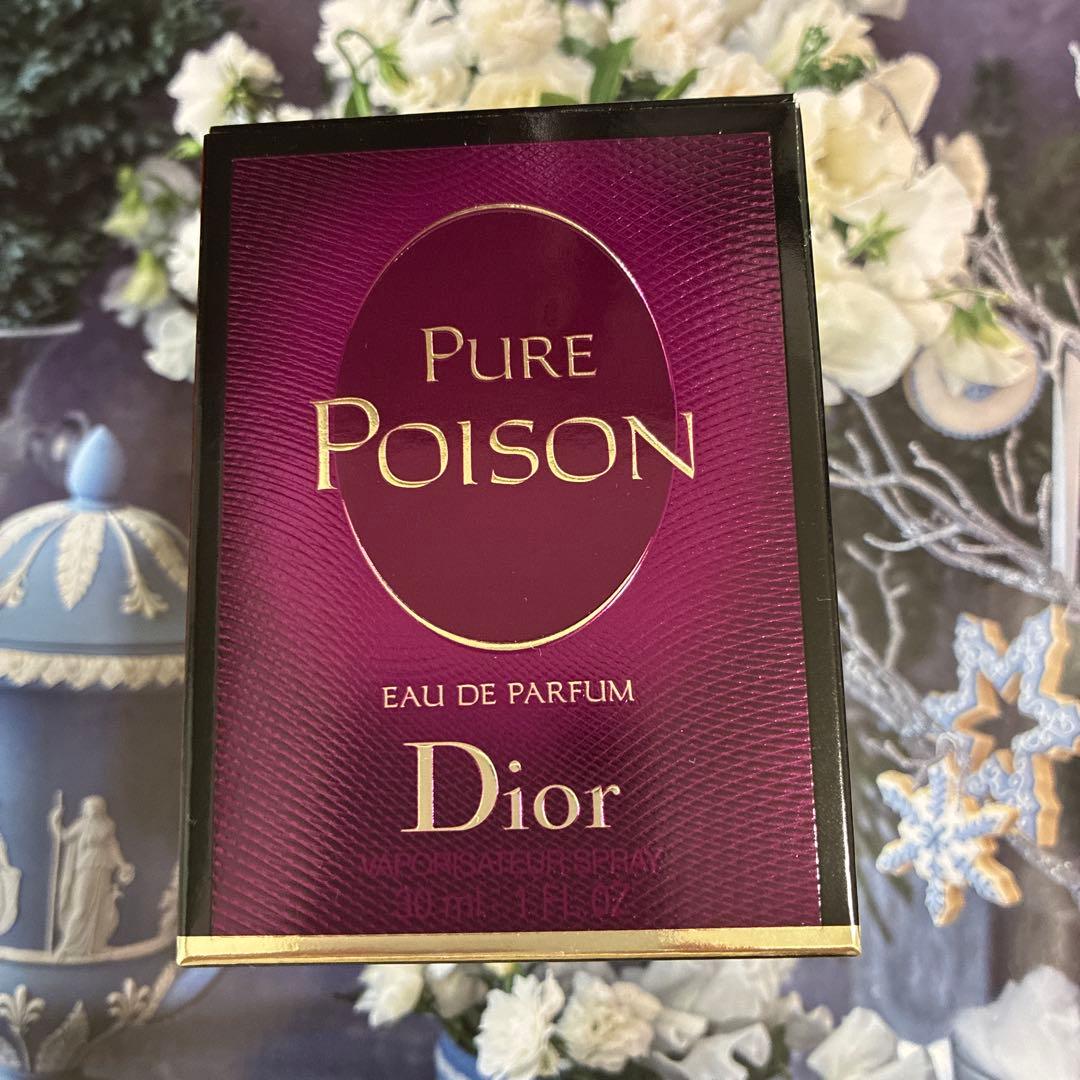 PURE
POISON
EAU DE PARFUM
Dior
VAPORISATEUR SPRAY
30 ml - 1 FL.OZ